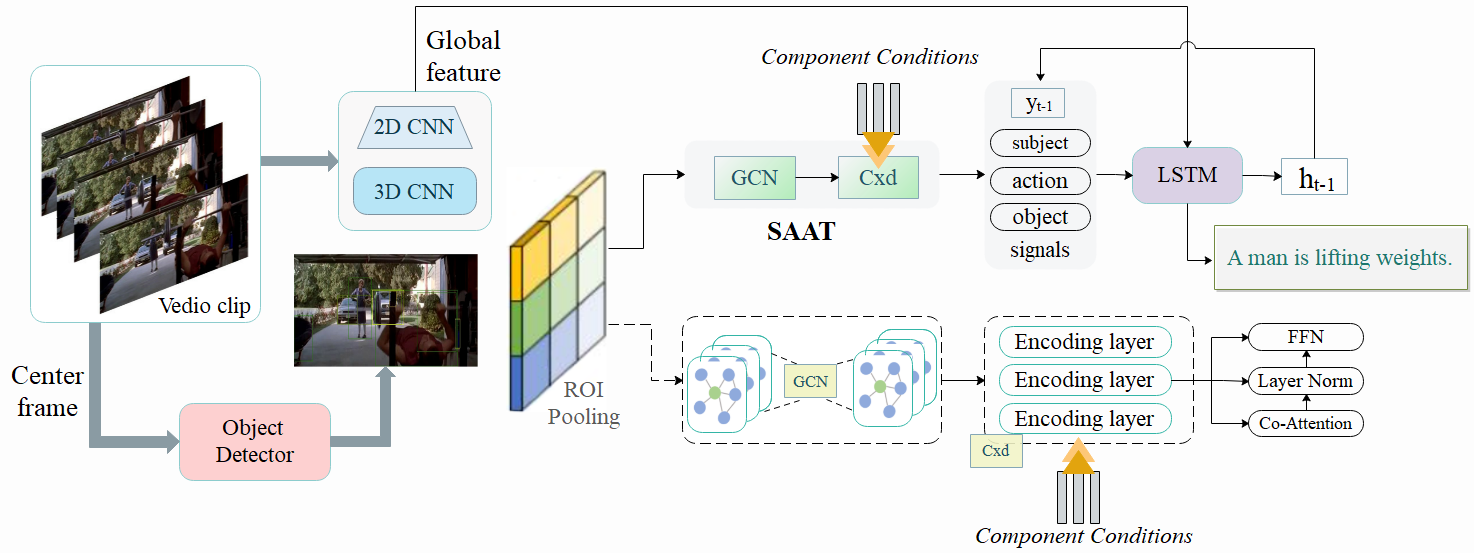 Global
feature
Component Conditions
2D CNN
3D CNN
Vedio clip
Center
frame
Object
Detector
ROI
Pooling
GCN
Cxd
SAAT
yt-1
subject
action
object
signals
LSTM
ht-1
A man is lifting weights.
GCN
Encoding layer
Encoding layer
Encoding layer
Cxd
Component Conditions
FFN
Layer Norm
Co-Attention